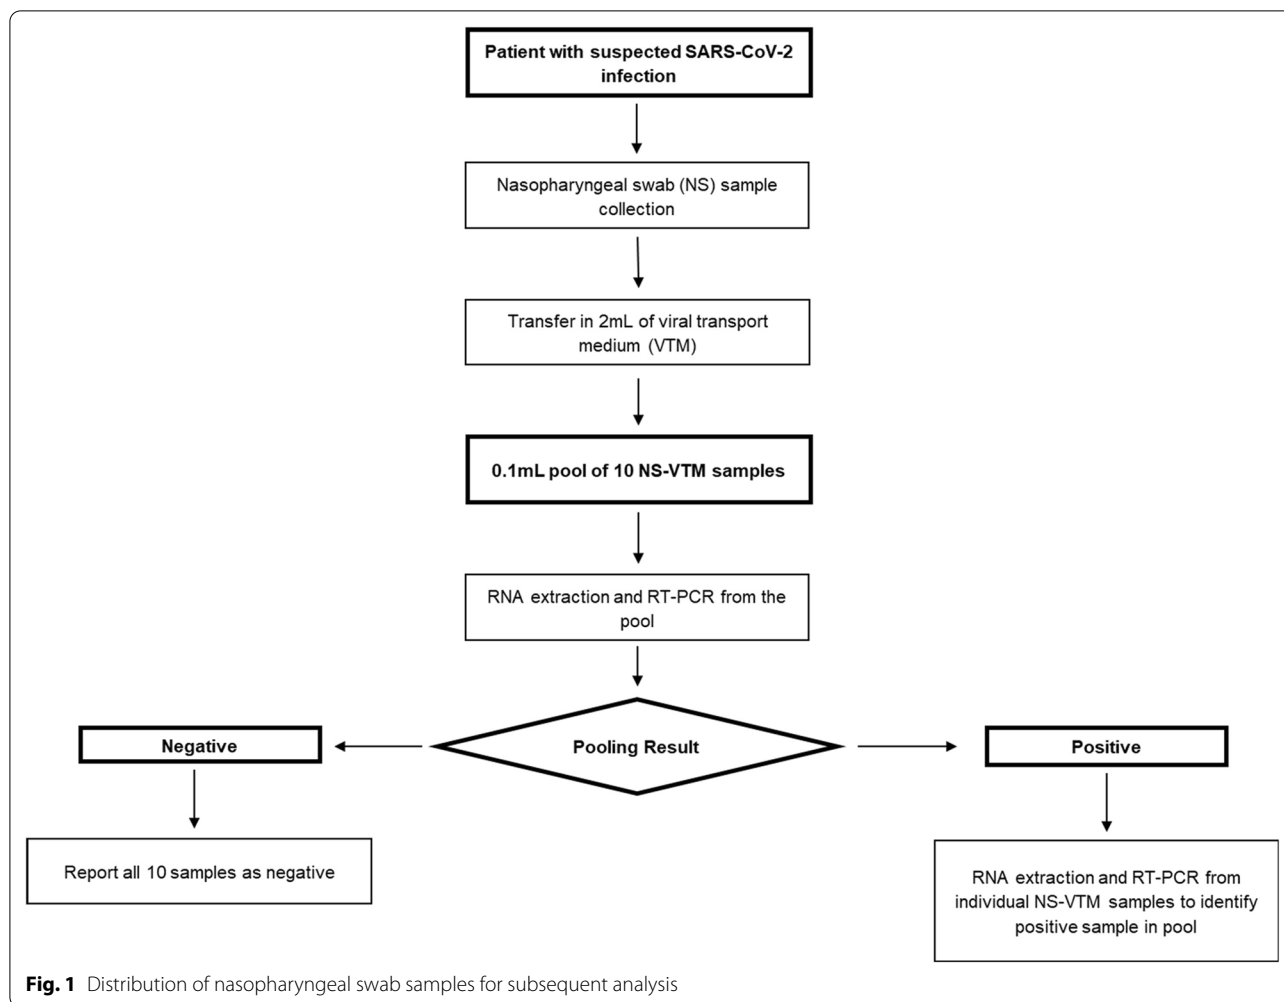 Patient with suspected SARS-CoV-2
infection
Nasopharyngeal swab (NS) sample
collection
Transfer in 2mL of viral transport
medium (VTM)
0.1mL pool of 10 NS-VTM samples
RNA extraction and RT-PCR from the
pool
Pooling Result
Negative
Positive
Report all 10 samples as negative
RNA extraction and RT-PCR from
individual NS-VTM samples to identify
positive sample in pool
Fig. 1 Distribution of nasopharyngeal swab samples for subsequent analysis